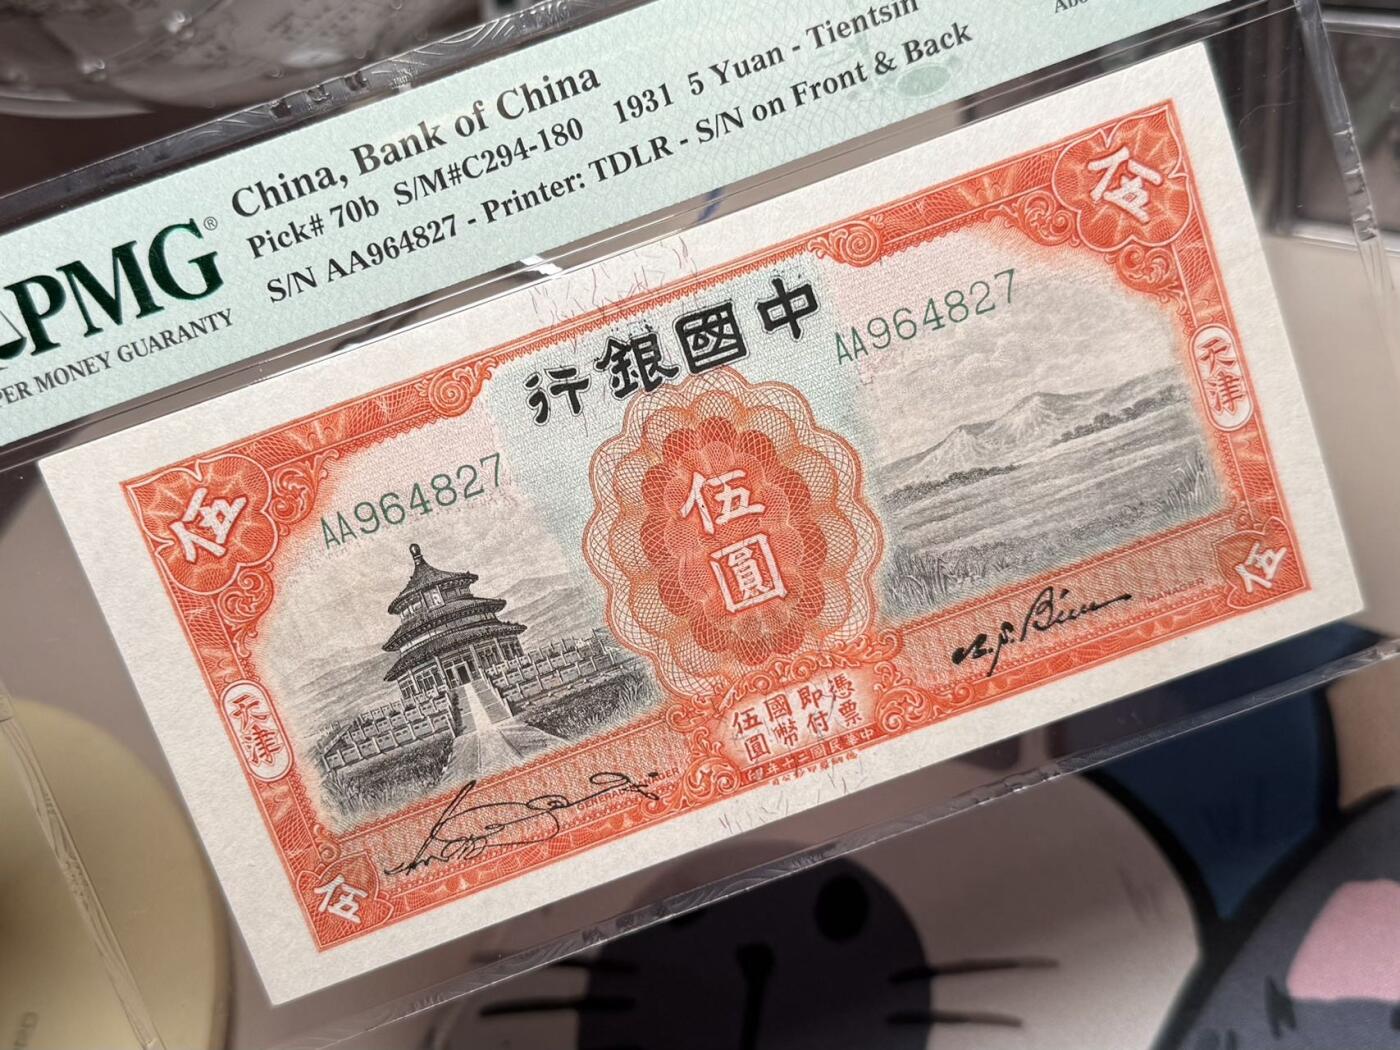 China, Bank of China
Pick# 70b S/M#C294-180 1931 5 Yuan - Tientsin
S/N AA964827 - Printer: TDLR - S/N on Front & Back
PMG®
PER MONEY GUARANTY
伍
伍
中國銀行
AA964827
AA964827
天津
天津
伍
圓
憑票
即付
國幣
伍圓
MANAGER
伍
伍